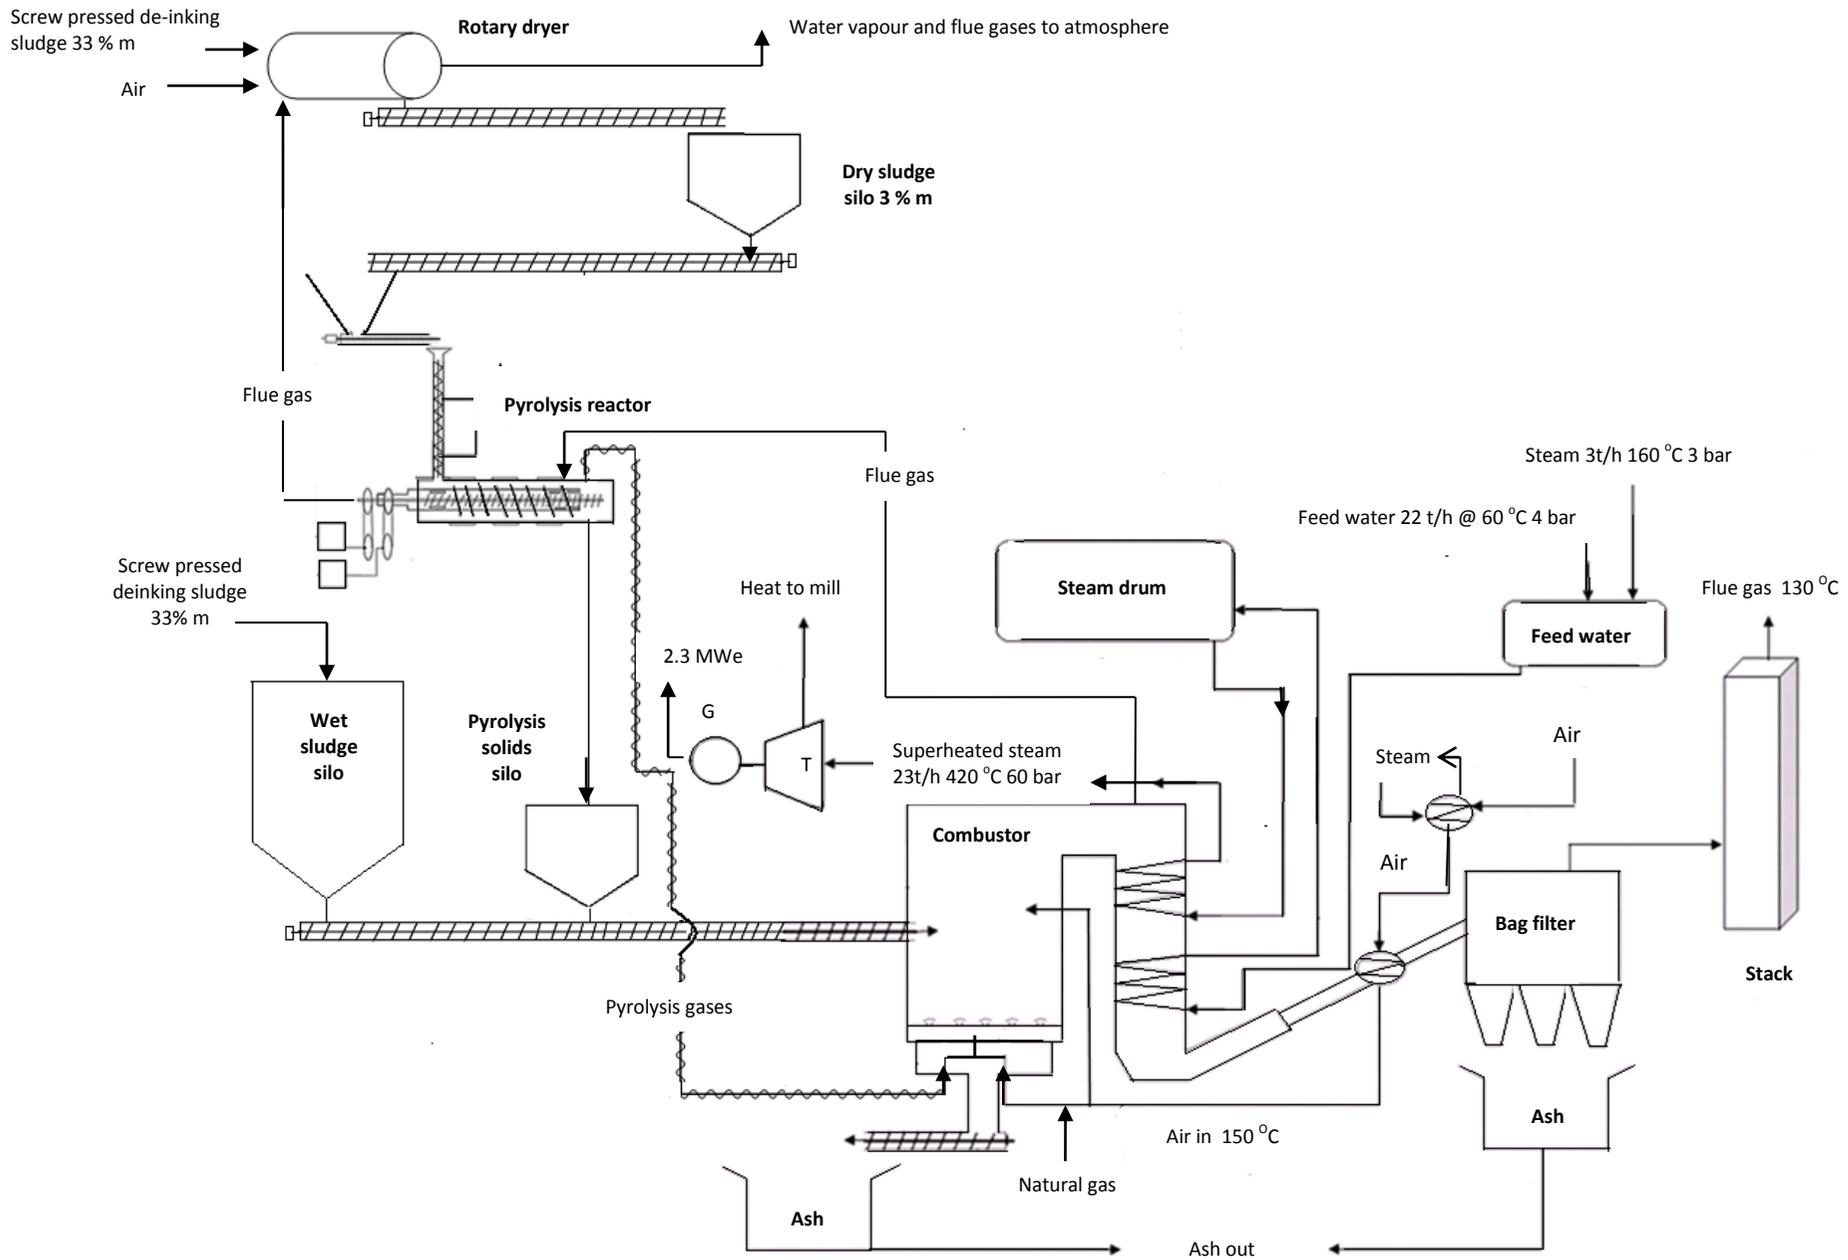 Screw pressed de-inking
sludge 33 % m
Rotary dryer
Water vapour and flue gases to atmosphere
Air
Dry sludge
silo 3 % m
Flue gas
Pyrolysis reactor
Flue gas
Steam 3t/h 160 °C 3 bar
Feed water 22 t/h @ 60 °C 4 bar
Screw pressed
deinking sludge
33% m
Heat to mill
Steam drum
Flue gas 130 °C
Feed water
2.3 MWe
G
Wet
sludge
silo
Pyrolysis
solids
silo
T
Superheated steam
23t/h 420 °C 60 bar
Steam
Air
Combustor
Air
Bag filter
Stack
Pyrolysis gases
Ash
Air in 150 °C
Natural gas
Ash
Ash out